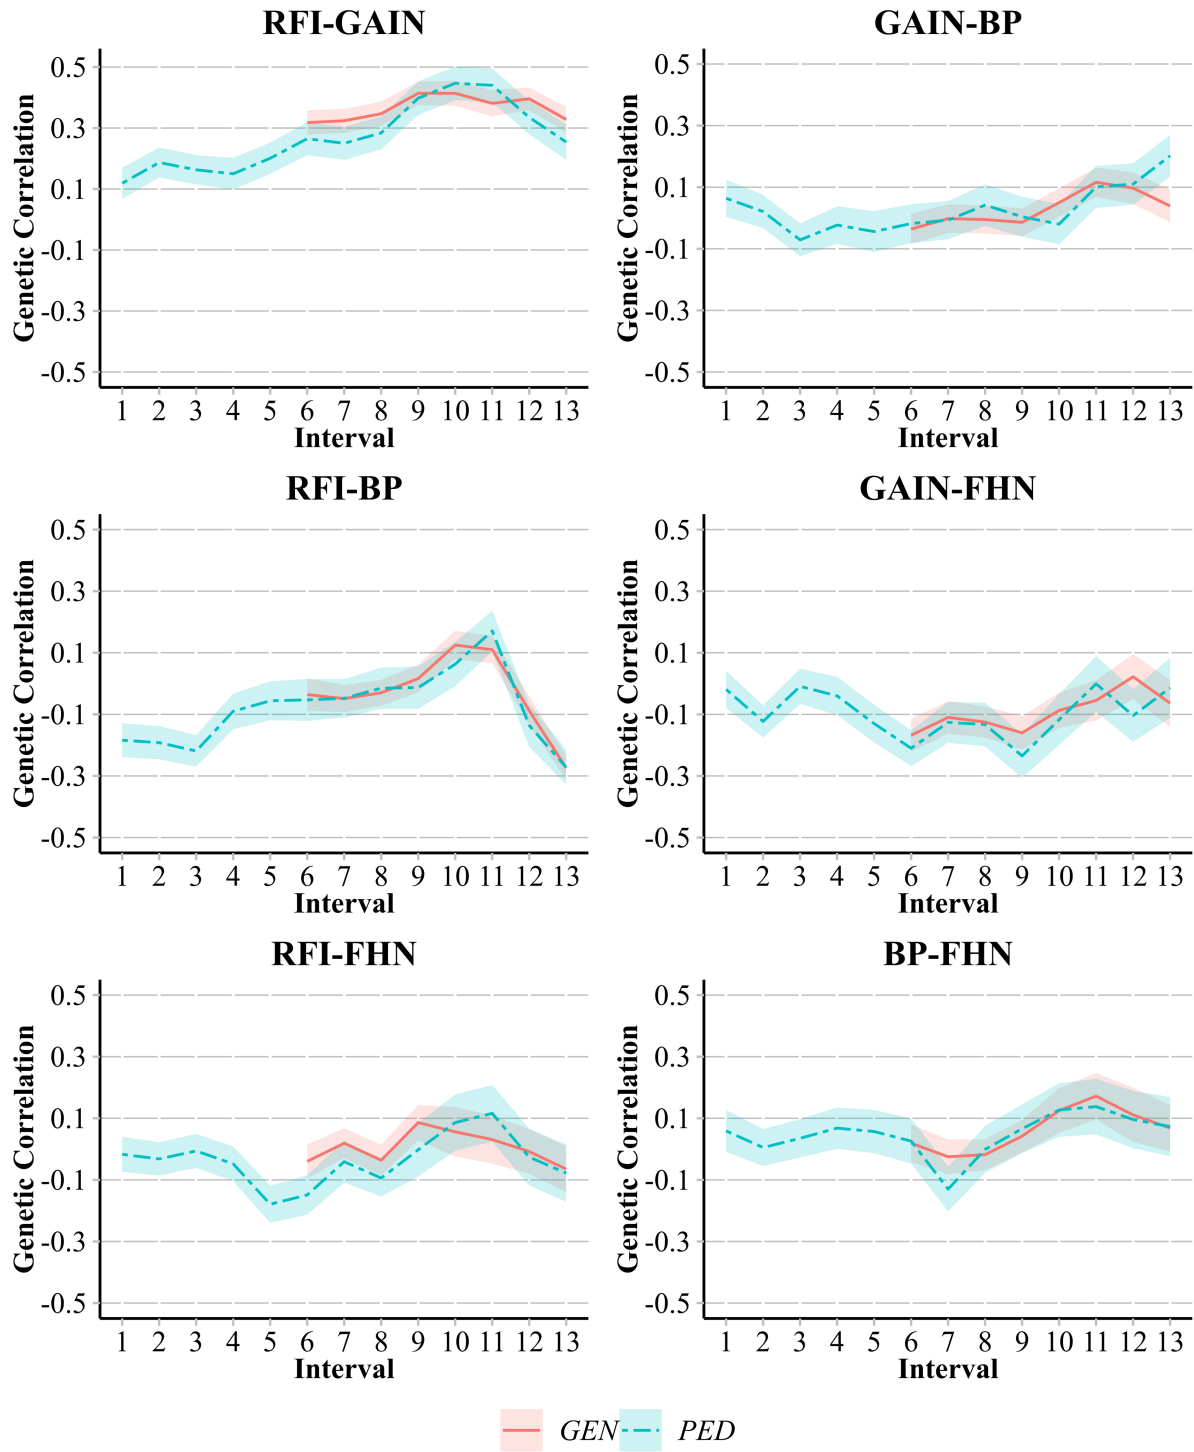 RFI-GAIN
Genetic Correlation
0.5
0.3
0.1
-0.1
-0.3
-0.5
1 2 3 4 5 6 7 8 9 10 11 12 13
Interval
GAIN-BP
Genetic Correlation
0.5
0.3
0.1
-0.1
-0.3
-0.5
1 2 3 4 5 6 7 8 9 10 11 12 13
Interval
RFI-BP
Genetic Correlation
0.5
0.3
0.1
-0.1
-0.3
-0.5
1 2 3 4 5 6 7 8 9 10 11 12 13
Interval
GAIN-FHN
Genetic Correlation
0.5
0.3
0.1
-0.1
-0.3
-0.5
1 2 3 4 5 6 7 8 9 10 11 12 13
Interval
RFI-FHN
Genetic Correlation
0.5
0.3
0.1
-0.1
-0.3
-0.5
1 2 3 4 5 6 7 8 9 10 11 12 13
Interval
BP-FHN
Genetic Correlation
0.5
0.3
0.1
-0.1
-0.3
-0.5
1 2 3 4 5 6 7 8 9 10 11 12 13
Interval
GEN PED